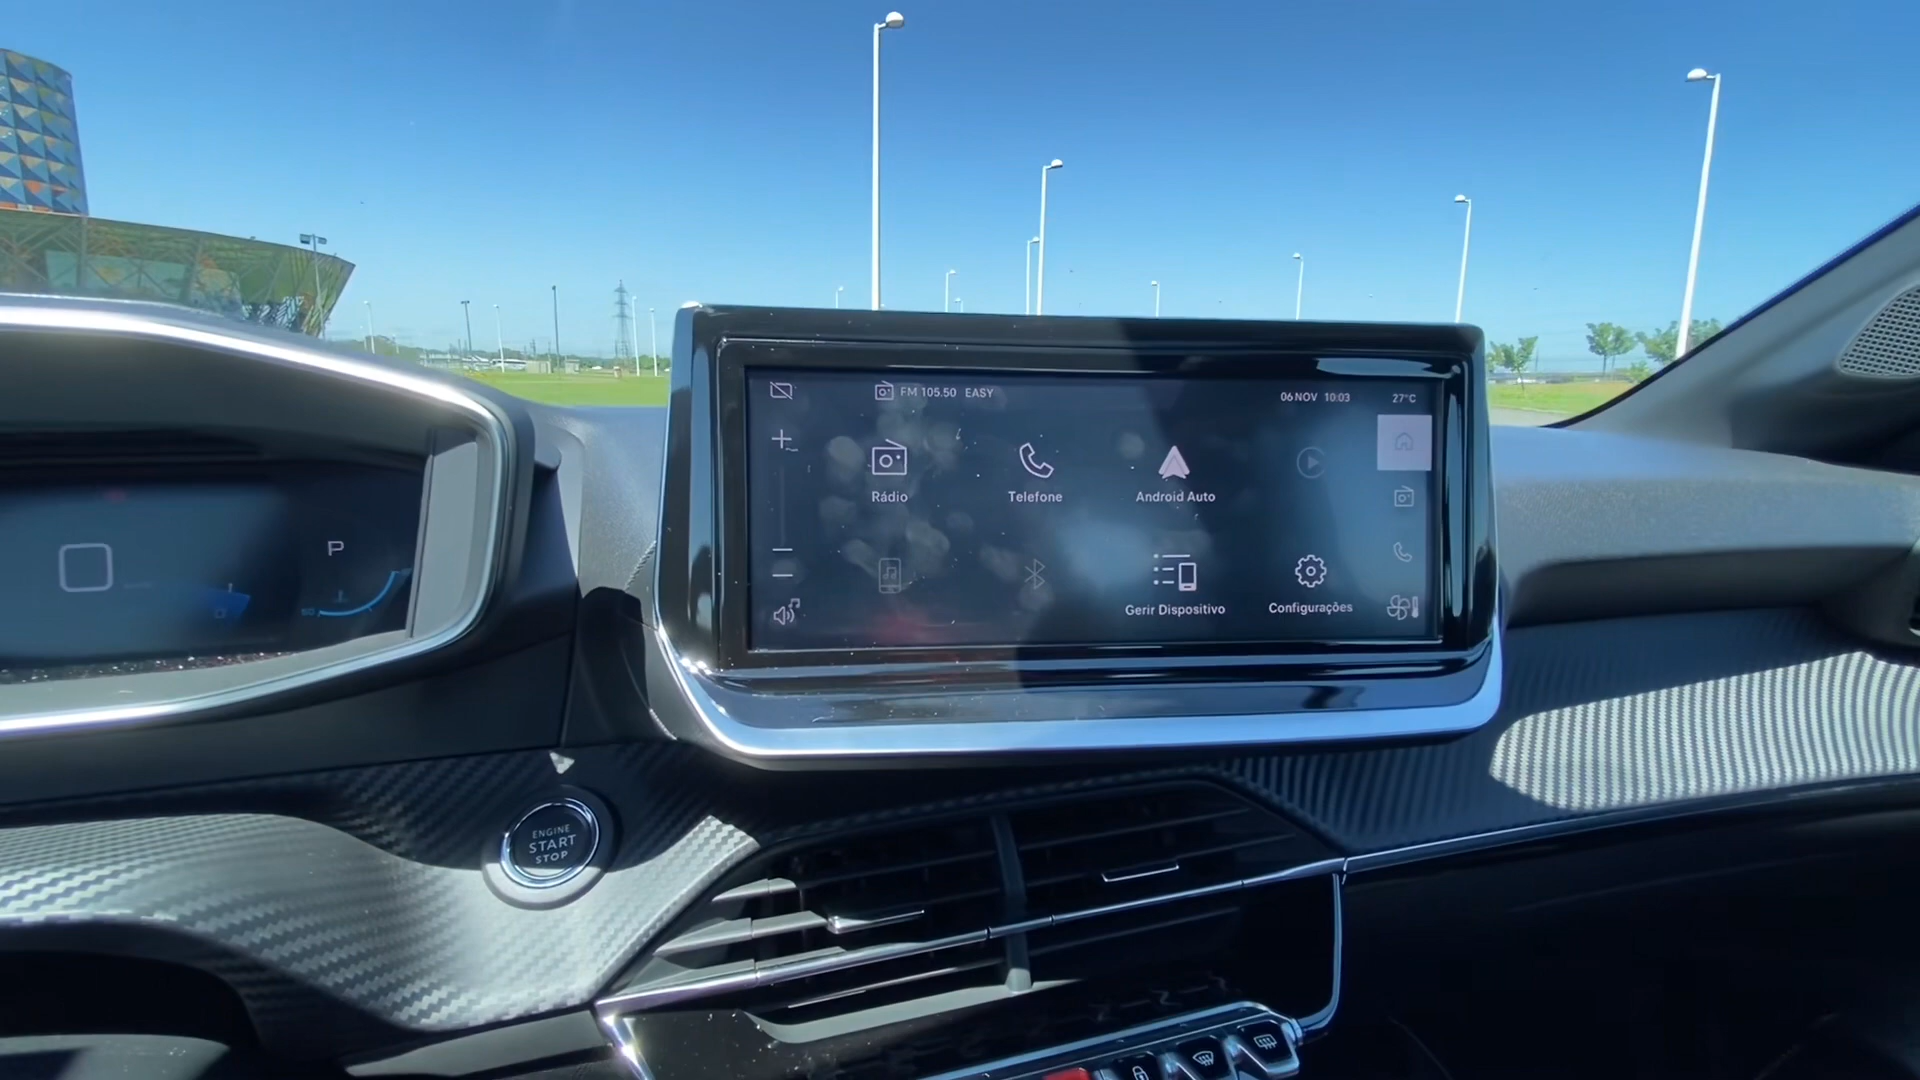 FM 105.50 EASY
06 NOV 10:03
27°C
Rádio
Telefone
Android Auto
Gerir Dispositivo
Configurações
P
50
ENGINE
START
STOP